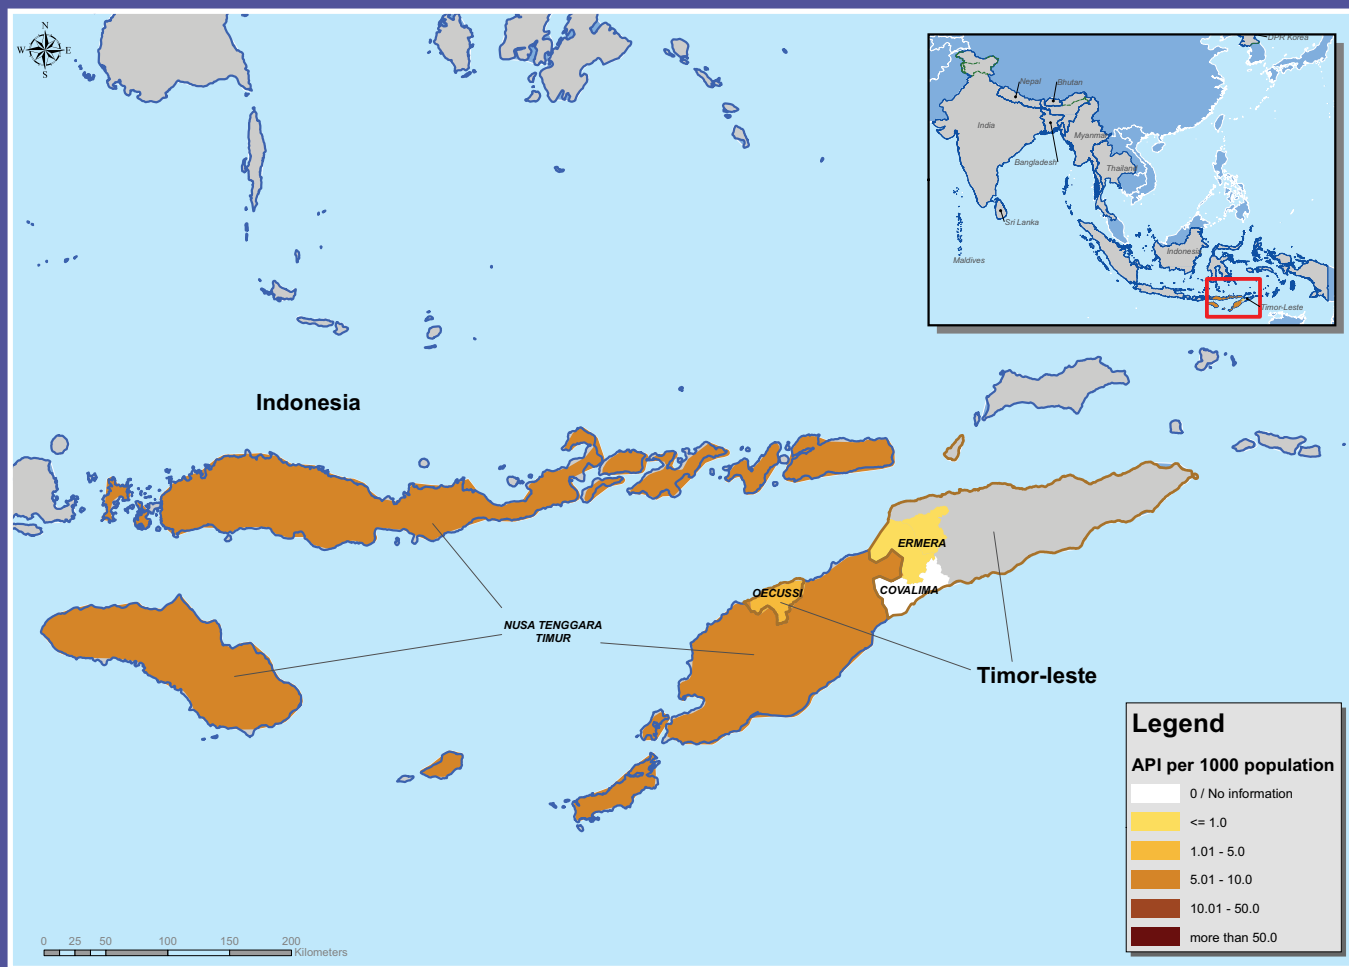 N
W E
S
DPR Korea
Nepal
Bhutan
India
Myanmar
Bangladesh
Thailand
Sri Lanka
Maldives
Indonesia
Timor-Leste
Indonesia
ERMERA
OECUSSI
COVALIMA
NUSA TENGGARA
TIMUR
Timor-leste
Legend
API per 1000 population
0 / No information
<= 1.0
1.01 - 5.0
5.01 - 10.0
10.01 - 50.0
more than 50.0
0 25 50 100 150 200
Kilometers